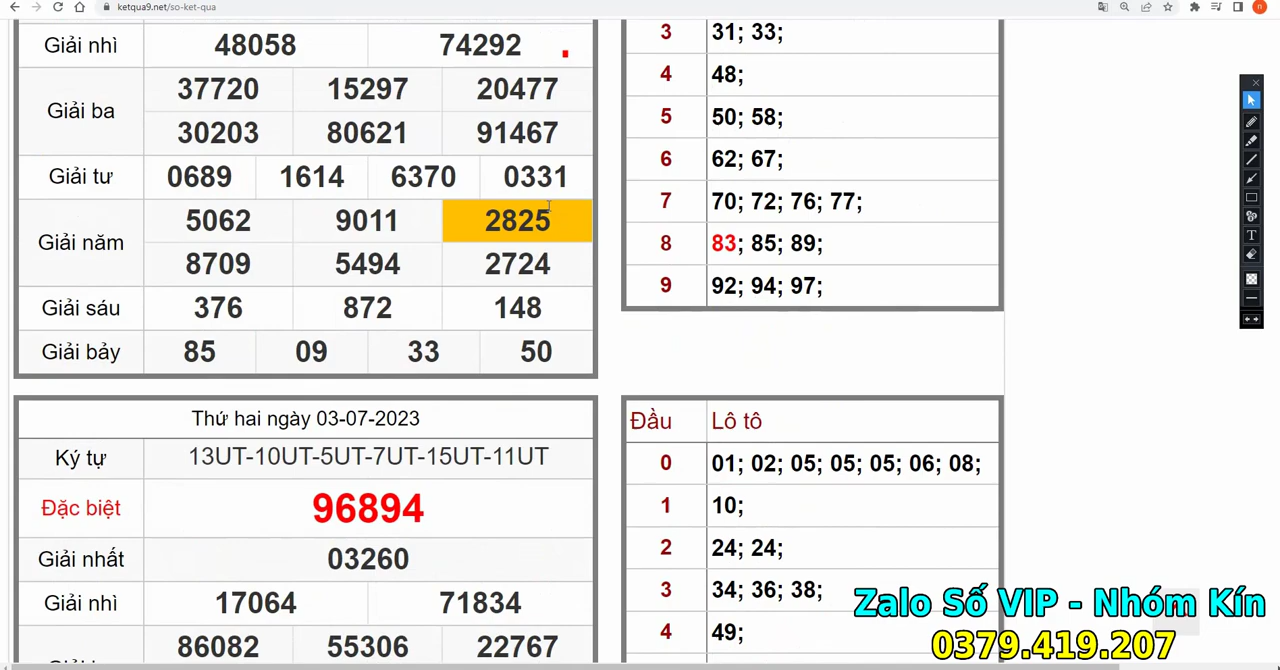 ketqua9.net/so-ket-qua
n
Giải nhì 48058 74292
Giải ba 37720 15297 20477
30203 80621 91467
Giải tư 0689 1614 6370 0331
Giải năm 5062 9011 2825
8709 5494 2724
Giải sáu 376 872 148
Giải bảy 85 09 33 50
3 31; 33;
4 48;
5 50; 58;
6 62; 67;
7 70; 72; 76; 77;
8 83; 85; 89;
9 92; 94; 97;
Thứ hai ngày 03-07-2023
Ký tự 13UT-10UT-5UT-7UT-15UT-11UT
Đặc biệt 96894
Giải nhất 03260
Giải nhì 17064 71834
86082 55306 22767
Đầu Lô tô
0 01; 02; 05; 05; 05; 06; 08;
1 10;
2 24; 24;
3 34; 36; 38;
4 49;
Zalo Số VIP - Nhóm Kín
0379.419.207